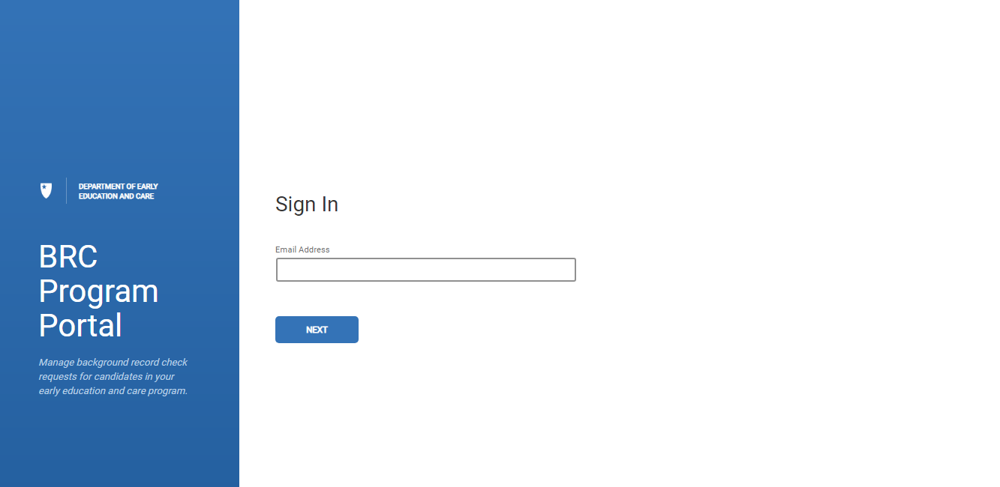 DEPARTMENT OF EARLY
EDUCATION AND CARE
BRC
Program
Portal
Manage background record check
requests for candidates in your
early education and care program.
Sign In
Email Address
NEXT